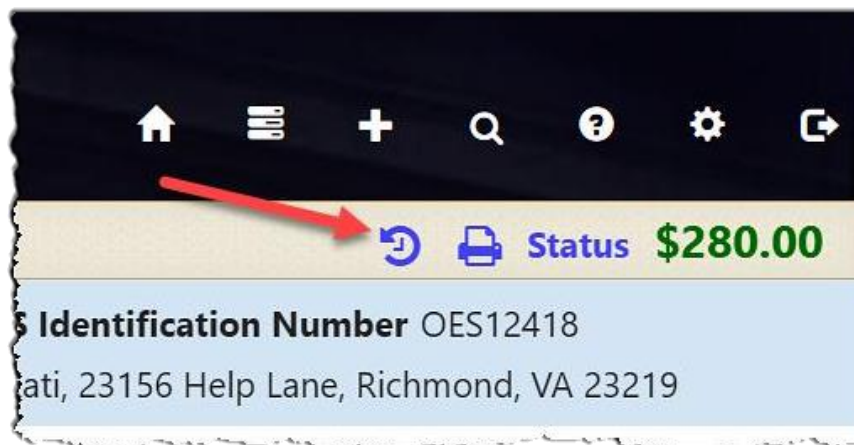 Status $280.00
Identification Number OES12418
ati, 23156 Help Lane, Richmond, VA 23219